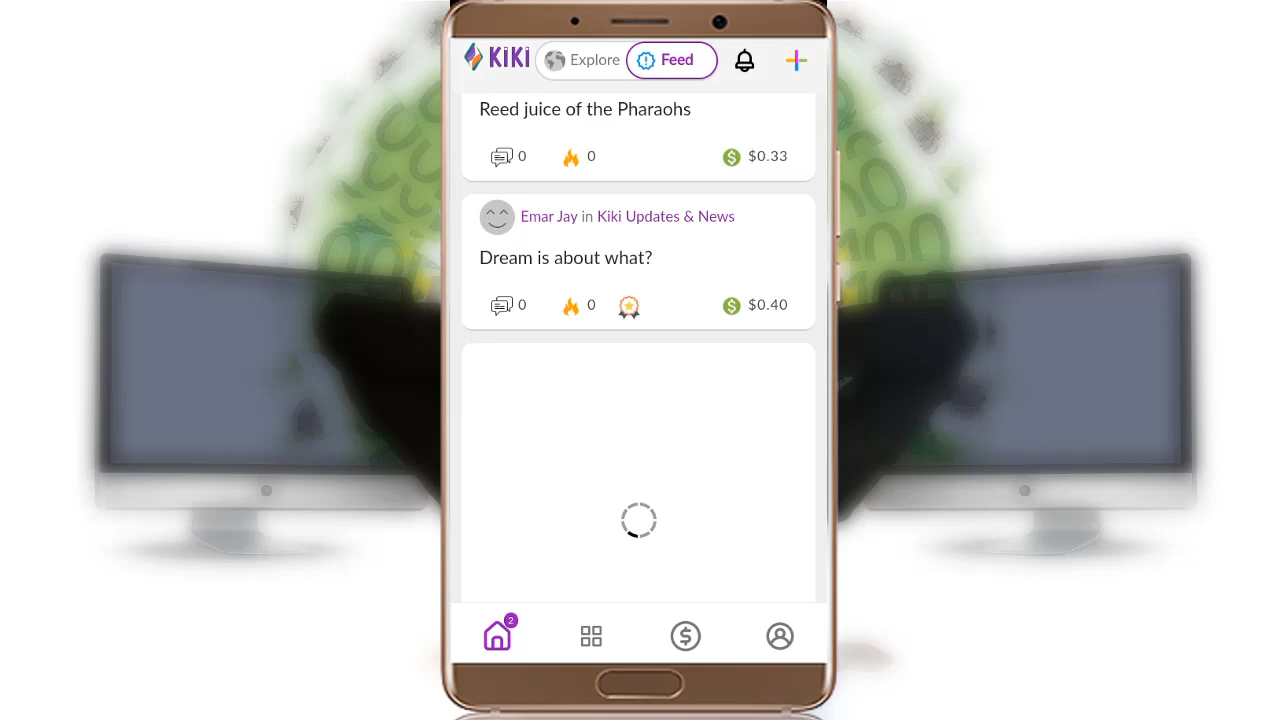 KiKi Explore Feed
Reed juice of the Pharaohs
0 0 $0.33
Emar Jay in Kiki Updates & News
Dream is about what?
0 0 $0.40
2